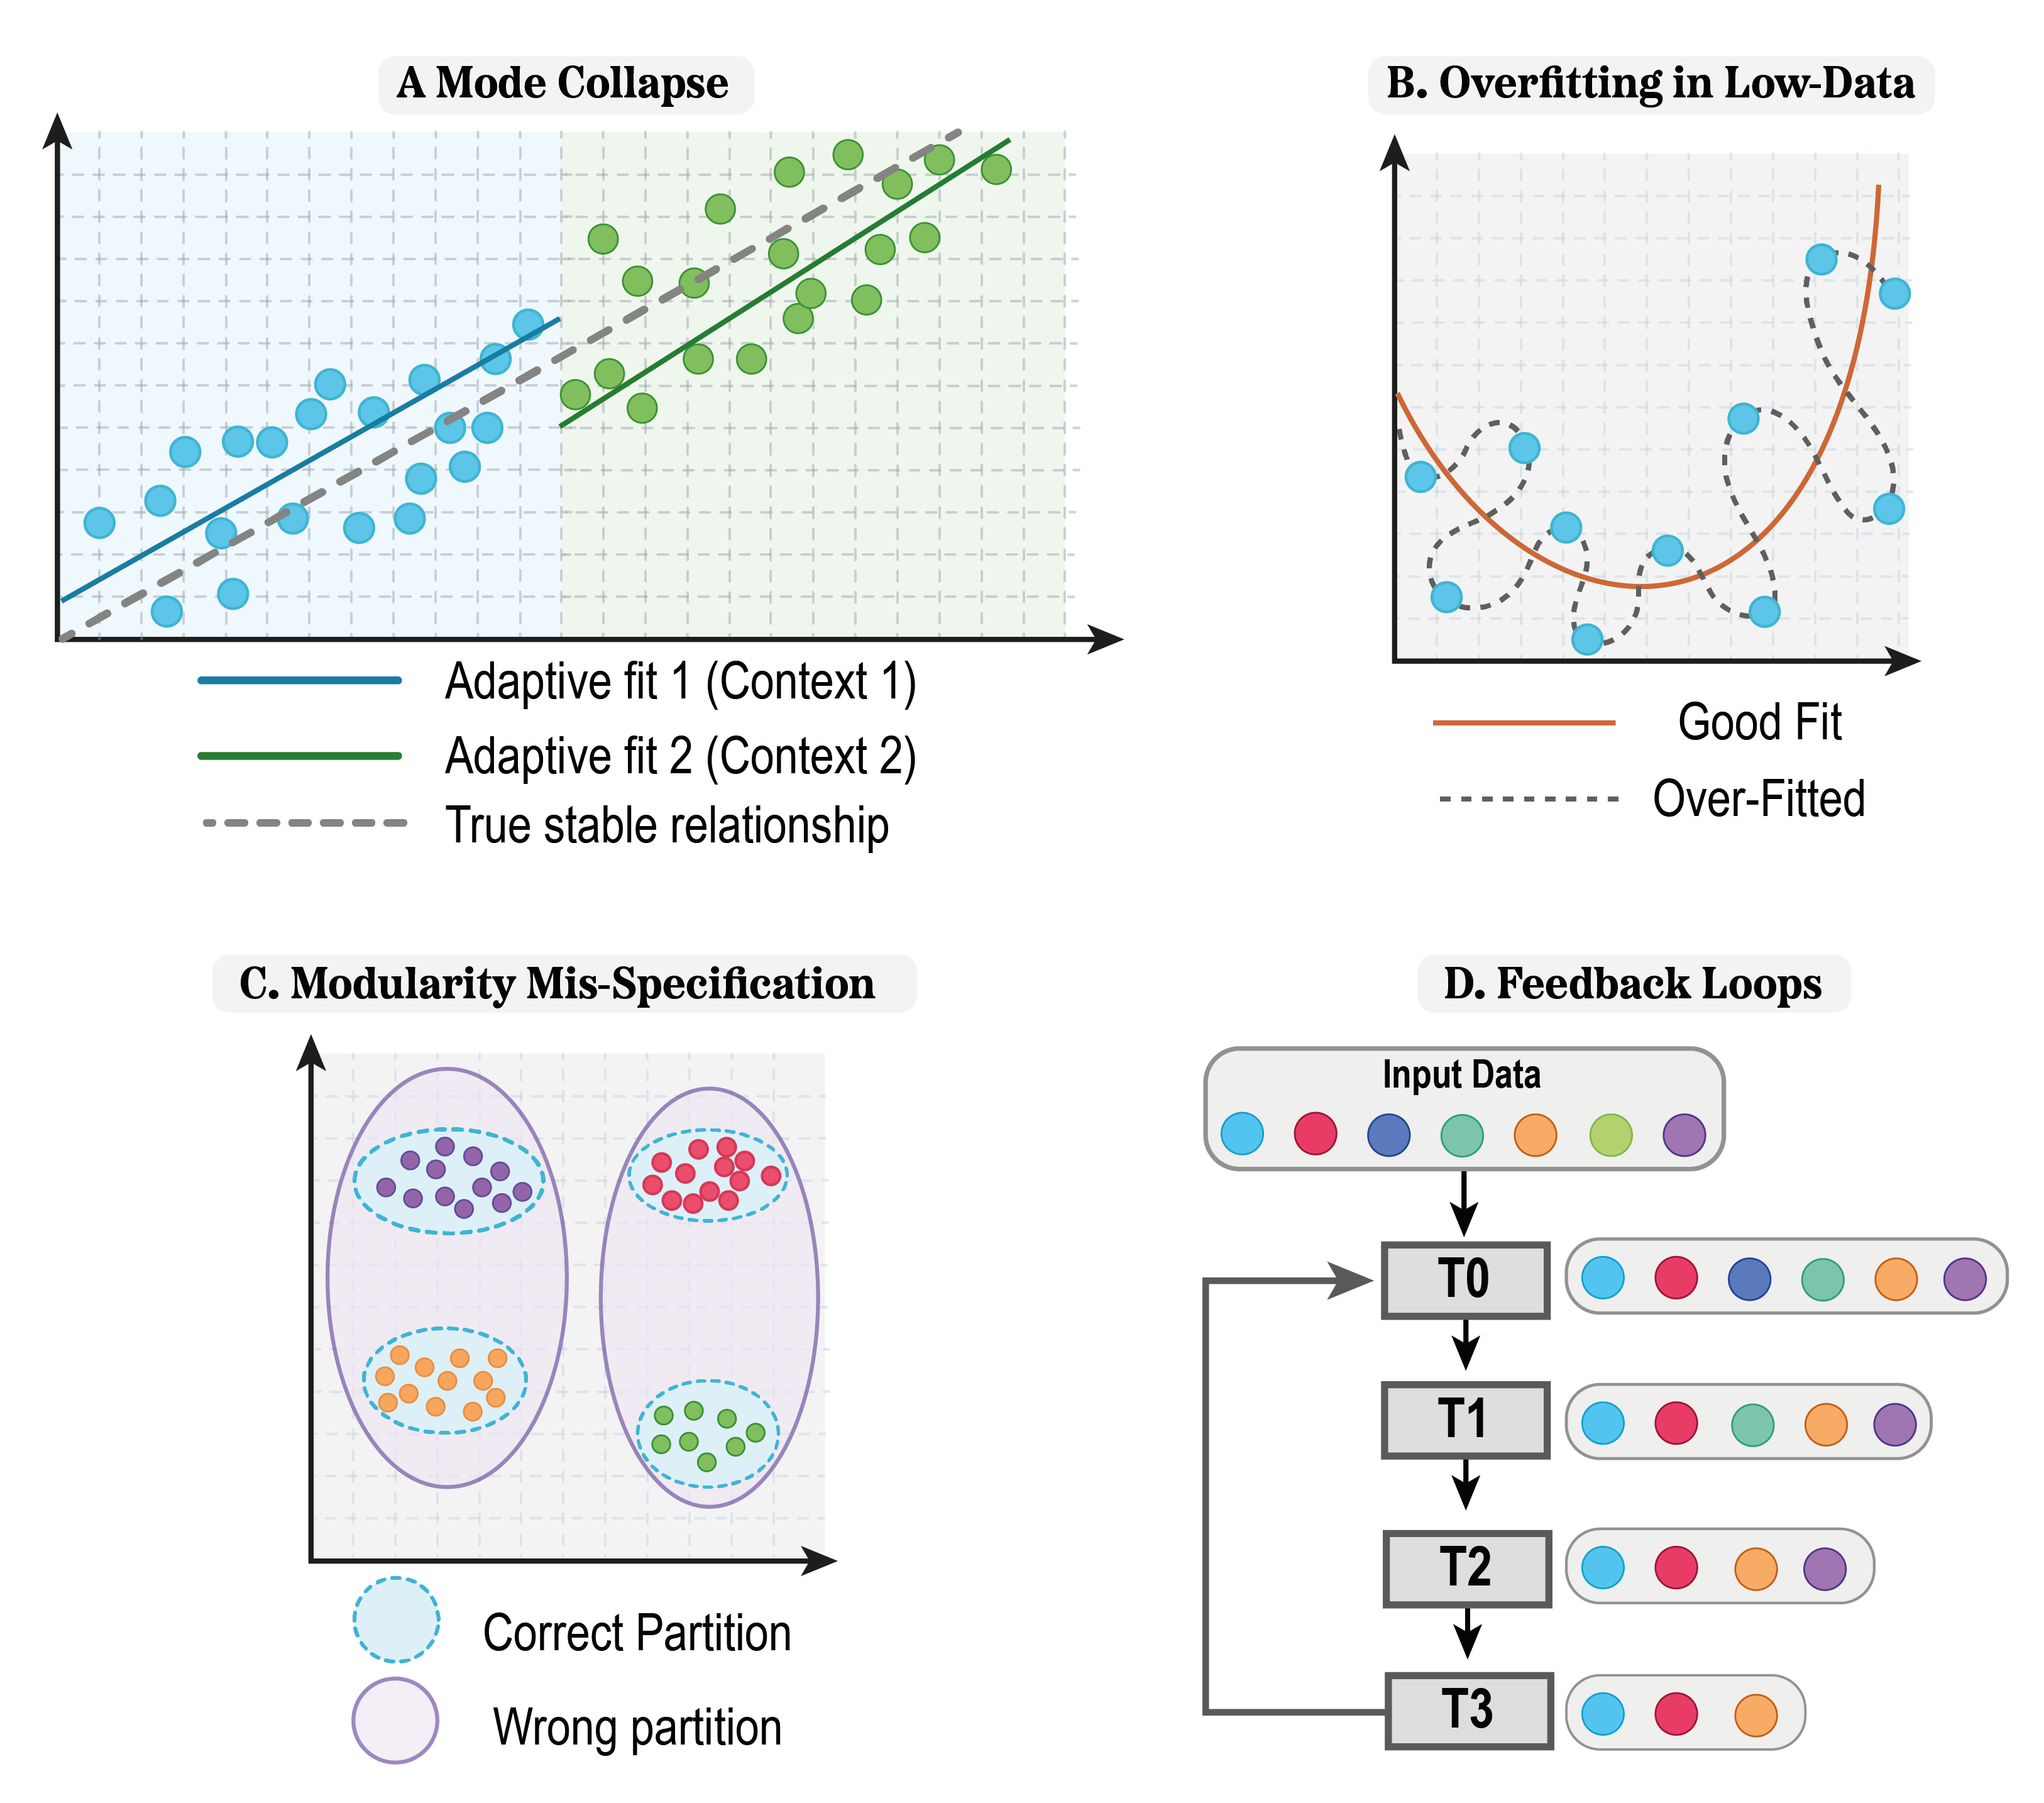 A Mode Collapse
B. Overfitting in Low-Data
Adaptive fit 1 (Context 1)
Adaptive fit 2 (Context 2)
True stable relationship
Good Fit
Over-Fitted
C. Modularity Mis-Specification
D. Feedback Loops
Correct Partition
Wrong partition
Input Data
T0
T1
T2
T3